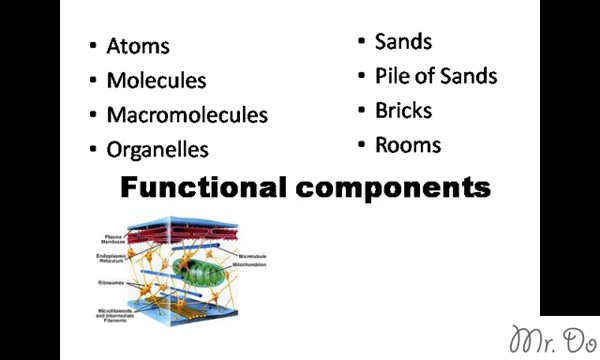 • Atoms
• Molecules
• Macromolecules
• Organelles
• Sands
• Pile of Sands
• Bricks
• Rooms
Functional components
Plasma
Membrane
Endoplasmic
Reticulum
Ribosomes
Microfilaments
and Intermediate
Filaments
Microtubule
Mitochondrion
Mr. Do